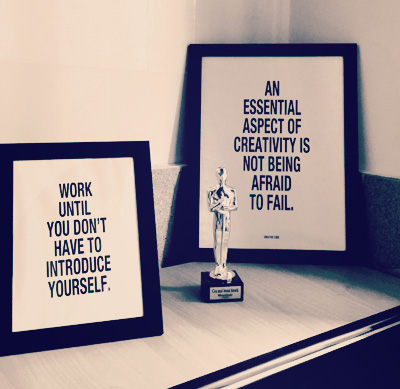 WORK
UNTIL
YOU DON'T
HAVE TO
INTRODUCE
YOURSELF.
AN
ESSENTIAL
ASPECT OF
CREATIVITY IS
NOT BEING
AFRAID
TO FAIL.